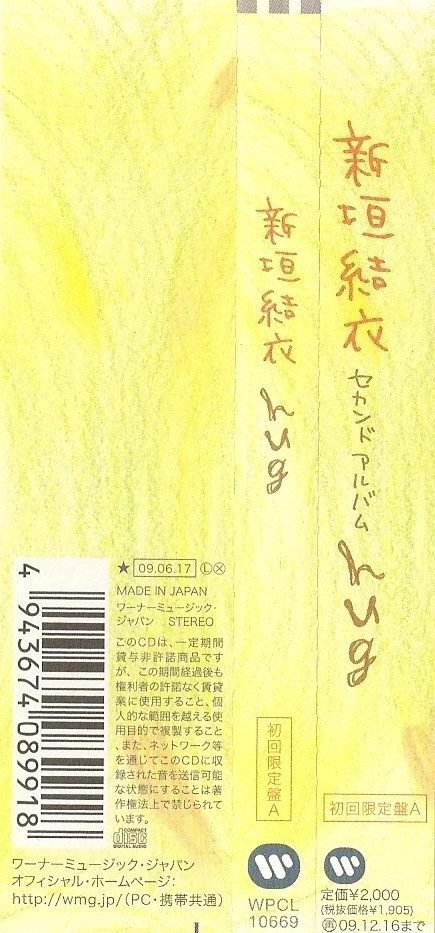 新垣結衣
セカンドアルバム
hug
初回限定盤A
定価¥2,000
(税抜価格¥1,905)
再09.12.16まで
新垣結衣
hug
初回限定盤A
WPCL
10669
★ 09.06.17 ⓁⓍ
MADE IN JAPAN
ワーナーミュージック・
ジャパン STEREO
このCDは、一定期間
貸与非許諾商品です
が、この期間経過後も
権利者の許諾なく賃貸
業に使用すること、個
人的な範囲を越える使
用目的で複製すること
、また、ネットワーク等
を通じてこのCDに収
録された音を送信可能
な状態にすることは著
作権法上で禁じられて
います。
COMPACT
disc
DIGITAL AUDIO
4 943674 089918
ワーナーミュージック・ジャパン
オフィシャル・ホームページ:
http://wmg.jp/(PC・携帯共通)